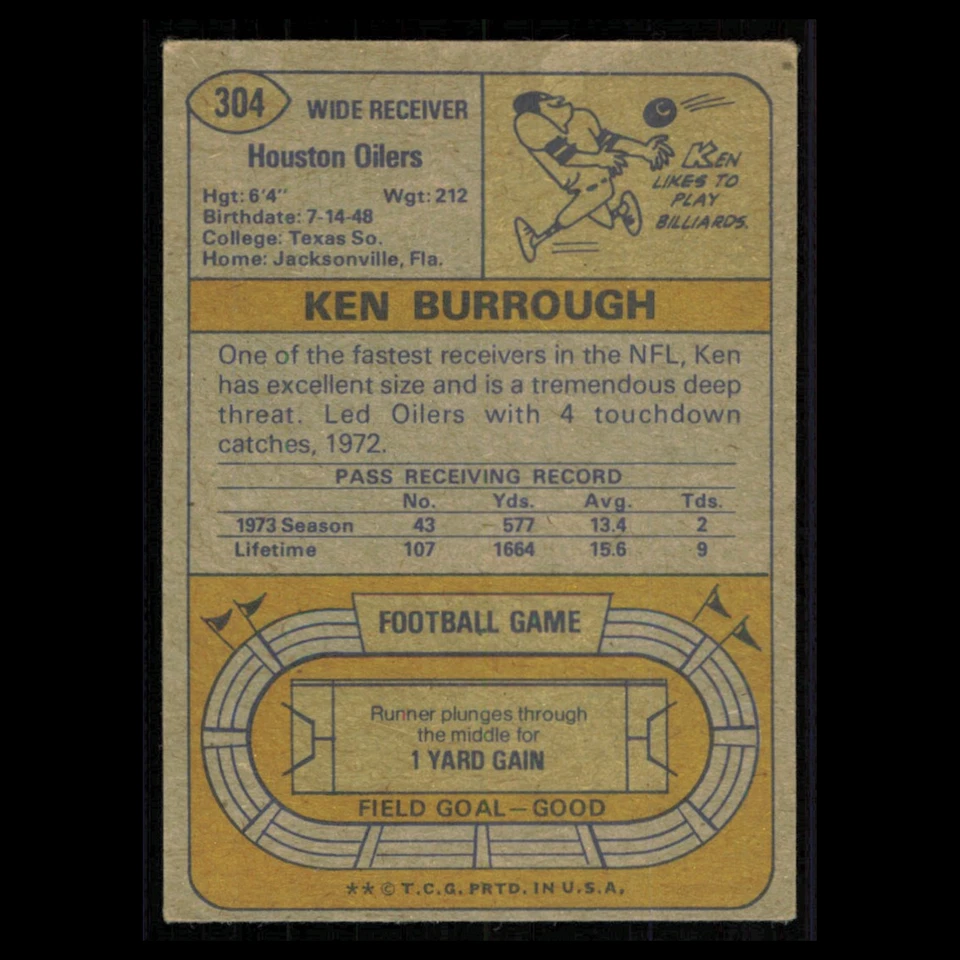 304
WIDE RECEIVER
Houston Oilers
Hgt: 6'4" Wgt: 212
Birthdate: 7-14-48
College: Texas So.
Home: Jacksonville, Fla.
KEN
LIKES TO
PLAY
BILLIARDS.
KEN BURROUGH
One of the fastest receivers in the NFL, Ken
has excellent size and is a tremendous deep
threat. Led Oilers with 4 touchdown
catches, 1972.
PASS RECEIVING RECORD
No. Yds. Avg. Tds.
1973 Season 43 577 13.4 2
Lifetime 107 1664 15.6 9
FOOTBALL GAME
Runner plunges through
the middle for
1 YARD GAIN
FIELD GOAL—GOOD
**© T.C.G. PRTD. IN U.S.A.